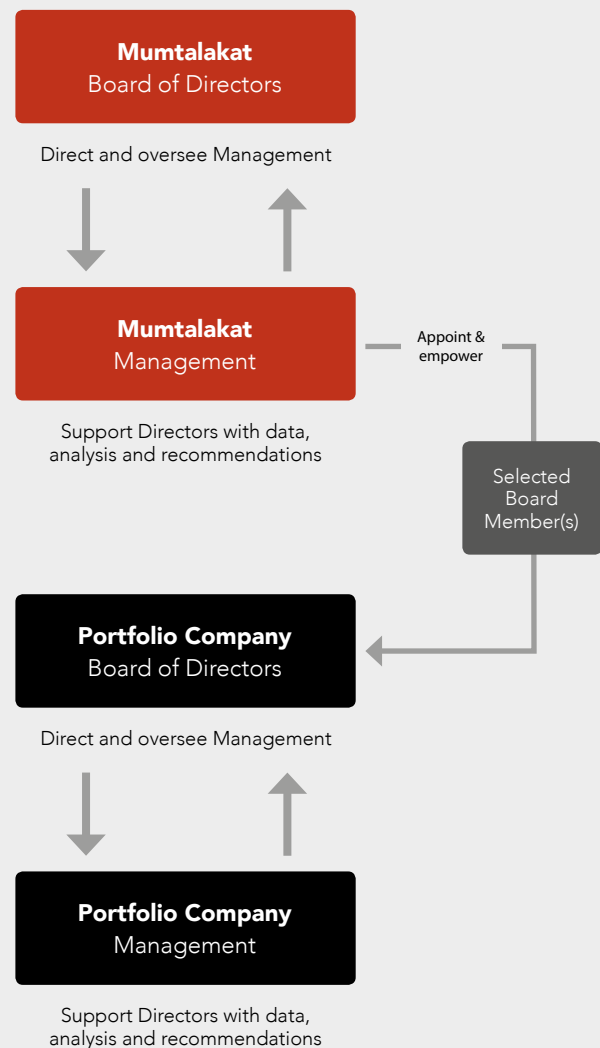 Mumtalakat
Board of Directors
Direct and oversee Management
Mumtalakat
Management
Appoint &
empower
Support Directors with data,
analysis and recommendations
Selected
Board
Member(s)
Portfolio Company
Board of Directors
Direct and oversee Management
Portfolio Company
Management
Support Directors with data,
analysis and recommendations